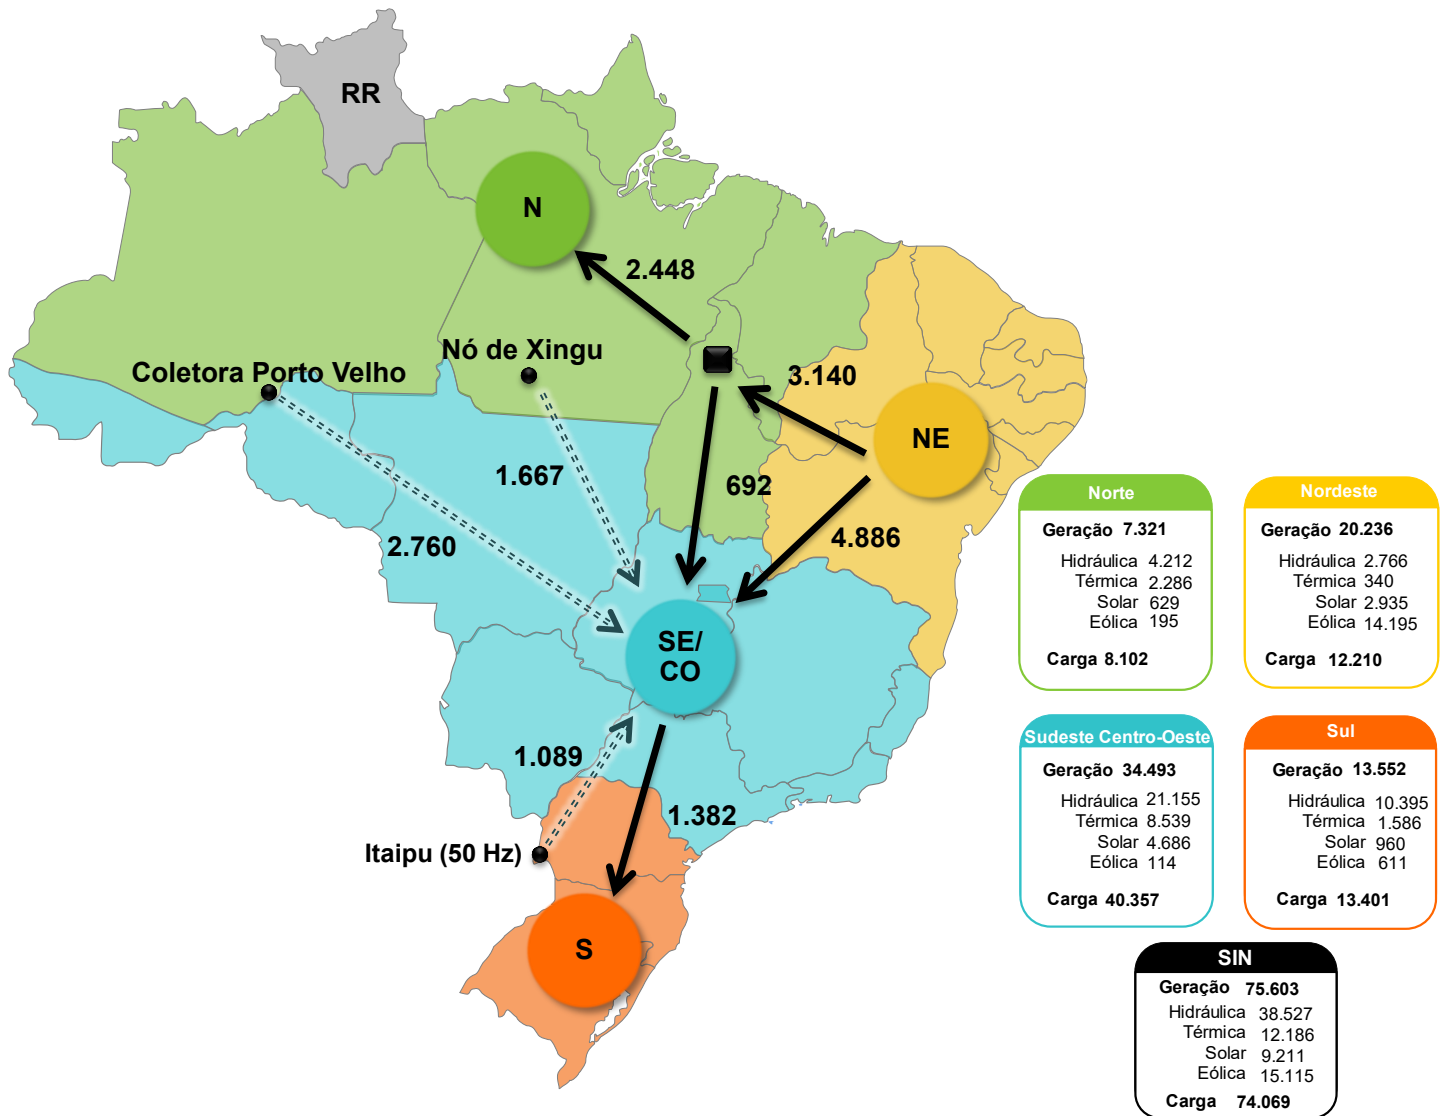 RR
N
2.448
Nó de Xingu
Coletora Porto Velho
3.140
NE
1.667
692
2.760
4.886
SE/
CO
1.089
1.382
Itaipu (50 Hz)
S
Norte
Geração 7.321
Hidráulica 4.212
Térmica 2.286
Solar 629
Eólica 195
Carga 8.102
Nordeste
Geração 20.236
Hidráulica 2.766
Térmica 340
Solar 2.935
Eólica 14.195
Carga 12.210
Sudeste Centro-Oeste
Geração 34.493
Hidráulica 21.155
Térmica 8.539
Solar 4.686
Eólica 114
Carga 40.357
Sul
Geração 13.552
Hidráulica 10.395
Térmica 1.586
Solar 960
Eólica 611
Carga 13.401
SIN
Geração 75.603
Hidráulica 38.527
Térmica 12.186
Solar 9.211
Eólica 15.115
Carga 74.069